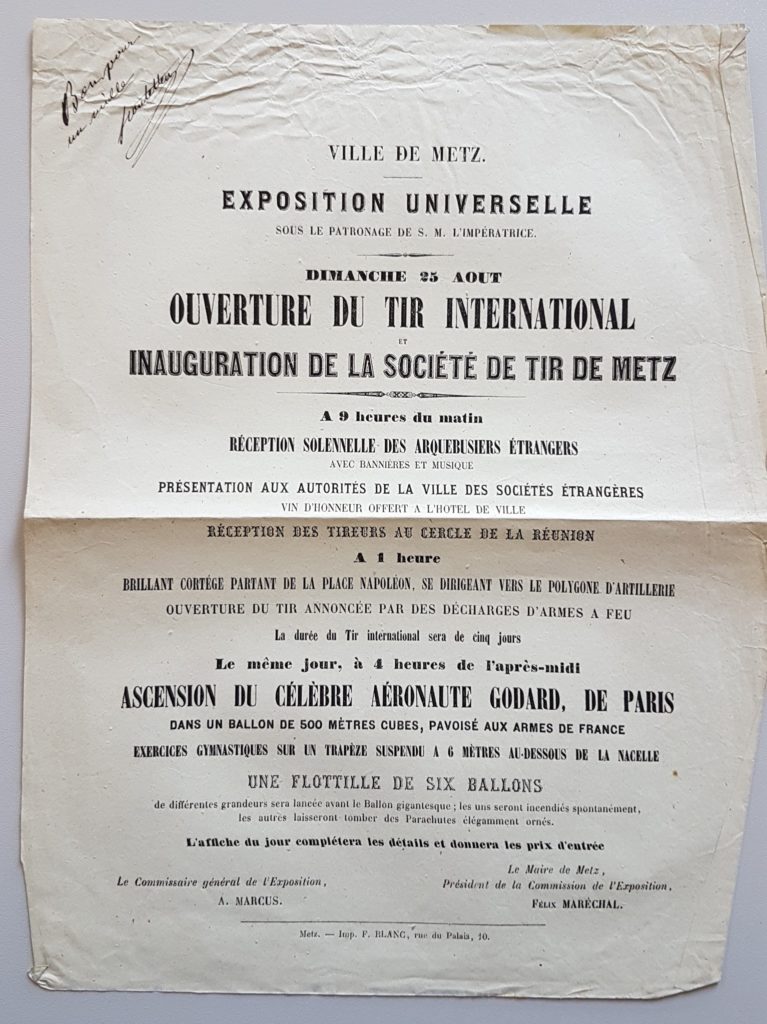 Bon pour
un mille
VILLE DE METZ.
EXPOSITION UNIVERSELLE
SOUS LE PATRONAGE DE S. M. L'IMPÉRATRICE.
DIMANCHE 25 AOUT
OUVERTURE DU TIR INTERNATIONAL
ET
INAUGURATION DE LA SOCIÉTÉ DE TIR DE METZ
A 9 heures du matin
RÉCEPTION SOLENNELLE DES ARQUEBUSIERS ÉTRANGERS
AVEC BANNIÈRES ET MUSIQUE
PRÉSENTATION AUX AUTORITÉS DE LA VILLE DES SOCIÉTÉS ÉTRANGÈRES
VIN D'HONNEUR OFFERT A L'HOTEL DE VILLE
RÉCEPTION DES TIREURS AU CERCLE DE LA RÉUNION
A 1 heure
BRILLANT CORTÉGE PARTANT DE LA PLACE NAPOLÉON, SE DIRIGEANT VERS LE POLYGONE D'ARTILLERIE
OUVERTURE DU TIR ANNONCÉE PAR DES DÉCHARGES D'ARMES A FEU
La durée du Tir international sera de cinq jours
Le même jour, à 4 heures de l'après-midi
ASCENSION DU CÉLÈBRE AÉRONAUTE GODARD, DE PARIS
DANS UN BALLON DE 500 MÈTRES CUBES, PAVOISÉ AUX ARMES DE FRANCE
EXERCICES GYMNASTIQUES SUR UN TRAPÈZE SUSPENDU A 6 MÈTRES AU-DESSOUS DE LA NACELLE
UNE FLOTTILLE DE SIX BALLONS
de différentes grandeurs sera lancée avant le Ballon gigantesque ; les uns seront incendiés spontanément,
les autres laisseront tomber des Parachutes élégamment ornés.
L'affiche du jour complétera les détails et donnera les prix d'entrée
Le Commissaire général de l'Exposition,
A. MARCUS.
Le Maire de Metz,
Président de la Commission de l'Exposition,
FÉLIX MARÉCHAL.
Metz. — Imp. F. BLANC, rue du Palais, 10.